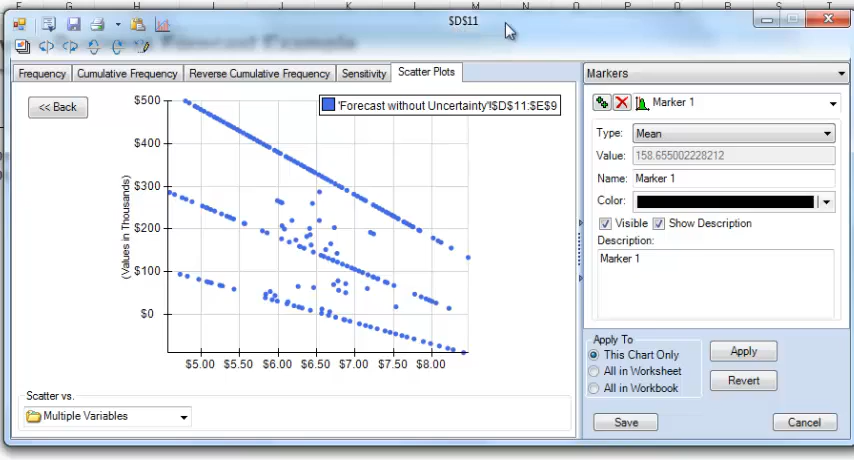 F G H I J K L M N O P Q R S T
$D$11
Forecast Example
Frequency Cumulative Frequency Reverse Cumulative Frequency Sensitivity Scatter Plots
<< Back
'Forecast without Uncertainty'!$D$11:$E$9
(Values in Thousands)
$500
$400
$300
$200
$100
$0
$5.00 $5.50 $6.00 $6.50 $7.00 $7.50 $8.00
Scatter vs.
Multiple Variables
Markers
Marker 1
Type: Mean
Value: 158.655002228212
Name: Marker 1
Color:
Visible Show Description
Description:
Marker 1
Apply To
This Chart Only
All in Worksheet
All in Workbook
Apply
Revert
Save Cancel